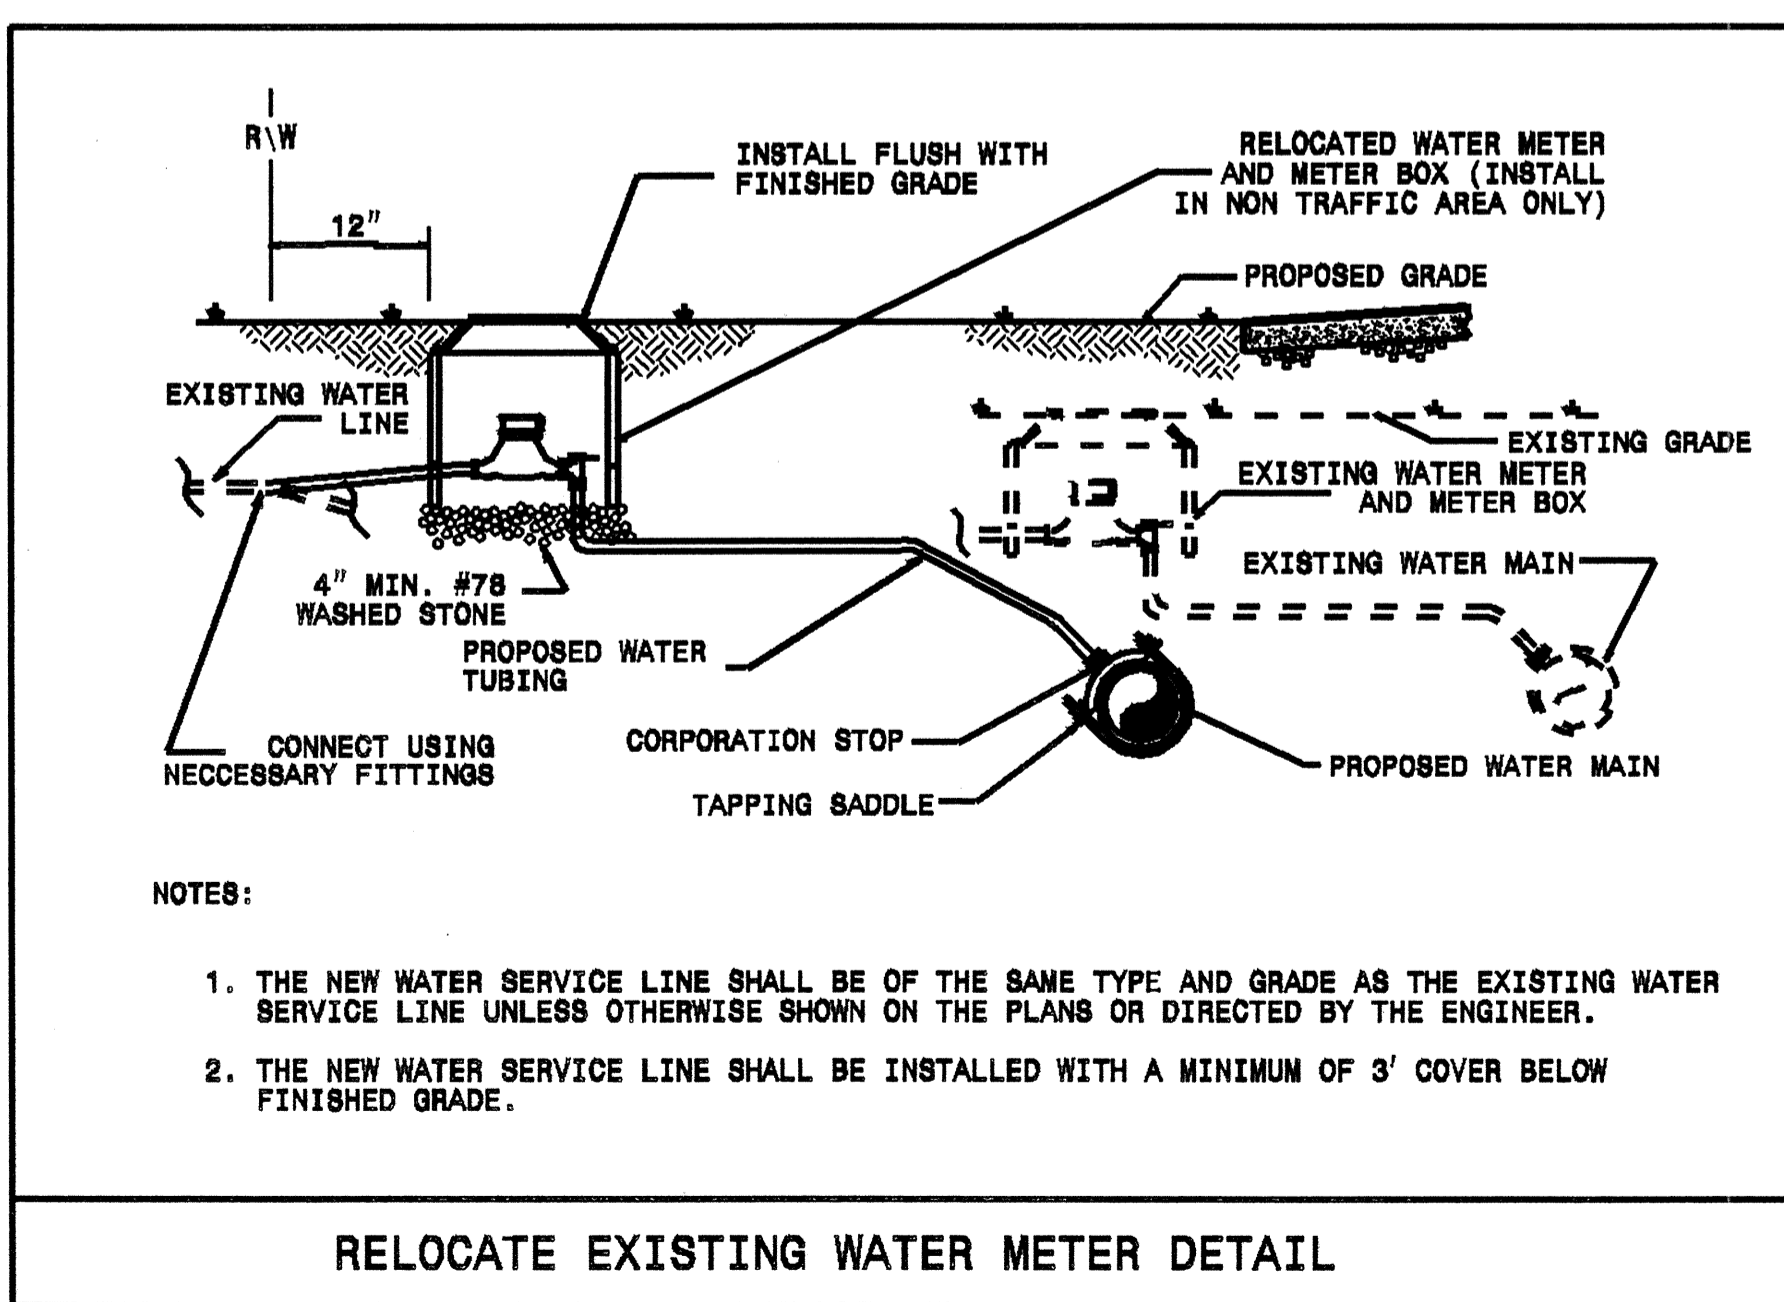 R\W
12"
INSTALL FLUSH WITH
FINISHED GRADE
RELOCATED WATER METER
AND METER BOX (INSTALL
IN NON TRAFFIC AREA ONLY)
PROPOSED GRADE
EXISTING WATER
LINE
EXISTING GRADE
EXISTING WATER METER
AND METER BOX
EXISTING WATER MAIN
4" MIN. #78
WASHED STONE
PROPOSED WATER
TUBING
CORPORATION STOP
CONNECT USING
NECCESSARY FITTINGS
PROPOSED WATER MAIN
TAPPING SADDLE
NOTES:
1. THE NEW WATER SERVICE LINE SHALL BE OF THE SAME TYPE AND GRADE AS THE EXISTING WATER
SERVICE LINE UNLESS OTHERWISE SHOWN ON THE PLANS OR DIRECTED BY THE ENGINEER.
2. THE NEW WATER SERVICE LINE SHALL BE INSTALLED WITH A MINIMUM OF 3' COVER BELOW
FINISHED GRADE.
RELOCATE EXISTING WATER METER DETAIL